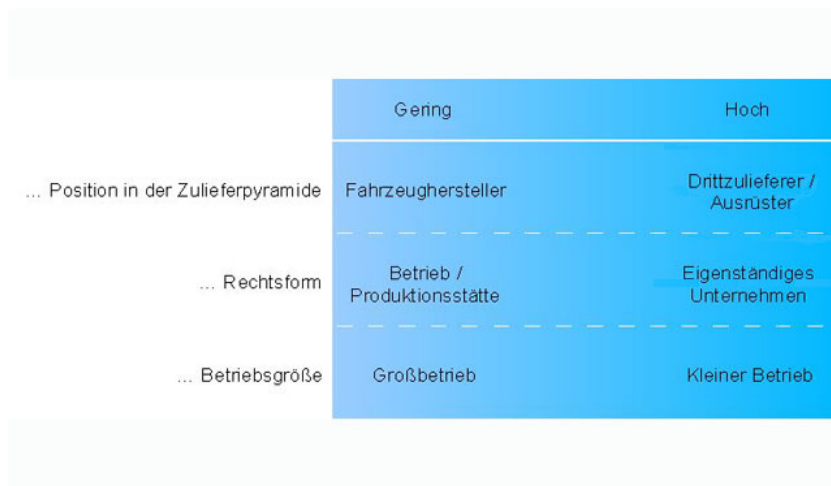 Gering Hoch
... Position in der Zulieferpyramide Fahrzeughersteller Drittzulieferer /
Ausrüster
... Rechtsform Betrieb / Eigenständiges
Produktionsstätte Unternehmen
... Betriebsgröße Großbetrieb Kleiner Betrieb